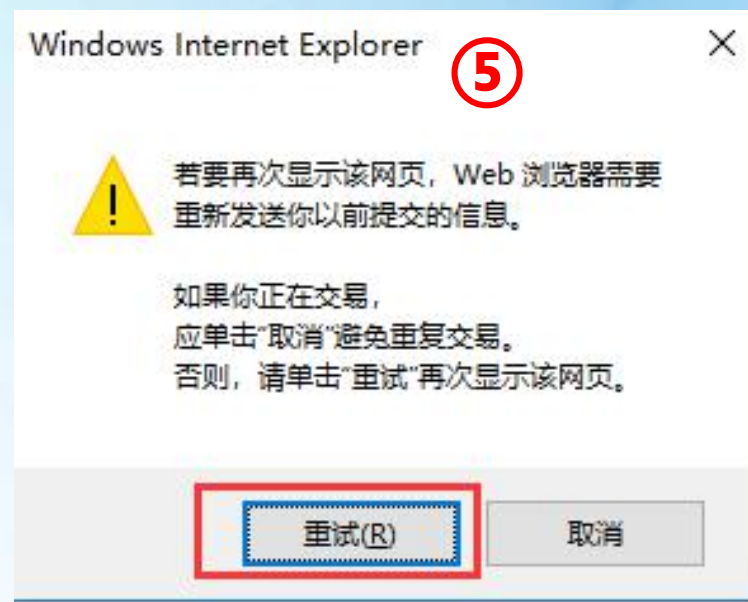 Windows Internet Explorer
⑤
若要再次显示该网页，Web 浏览器需要
重新发送你以前提交的信息。
如果你正在交易，
应单击"取消"避免重复交易。
否则，请单击"重试"再次显示该网页。
重试(R)
取消